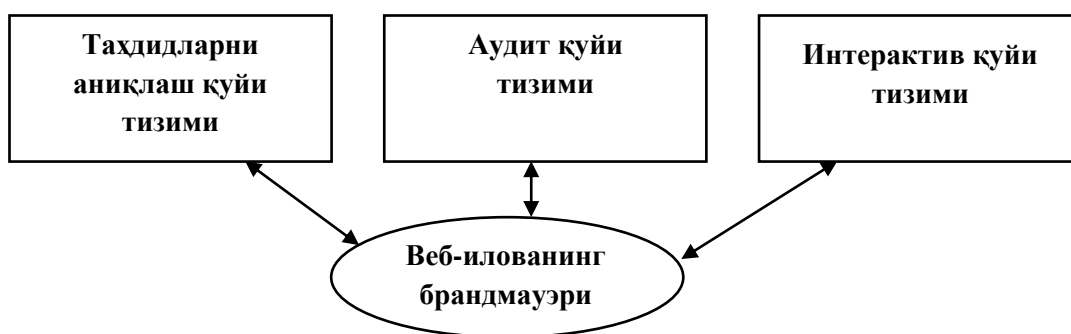 Таҳдидларни
аниқлаш қуйи
тизими
Аудит қуйи
тизими
Интерактив қуйи
тизими
Веб-илованинг
брандмауэри